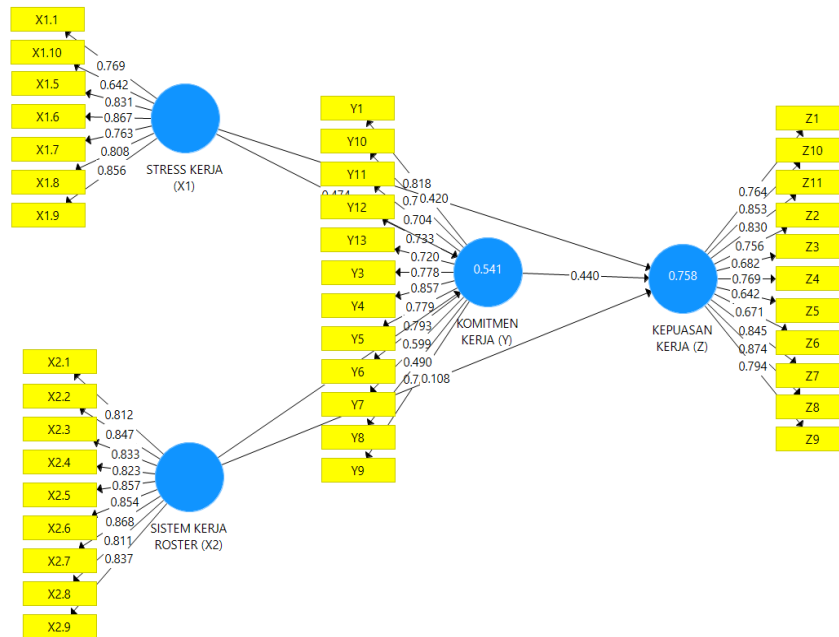 X1.1
X1.10
X1.5
X1.6
X1.7
X1.8
X1.9
0.769
0.642
0.831
0.867
0.763
0.808
0.856
STRESS KERJA
(X1)
X2.1
X2.2
X2.3
X2.4
X2.5
X2.6
X2.7
X2.8
X2.9
0.812
0.847
0.833
0.823
0.857
0.854
0.868
0.811
0.837
SISTEM KERJA
ROSTER (X2)
Y1
Y10
Y11
Y12
Y13
Y3
Y4
Y5
Y6
Y7
Y8
Y9
0.818
0.420
0.704
0.733
0.720
0.778
0.857
0.779
0.793
0.599
0.490
0.108
0.541
KOMITMEN
KERJA (Y)
0.440
0.758
KEPUASAN
KERJA (Z)
0.764
0.853
0.830
0.756
0.682
0.769
0.642
0.671
0.845
0.874
0.794
Z1
Z10
Z11
Z2
Z3
Z4
Z5
Z6
Z7
Z8
Z9